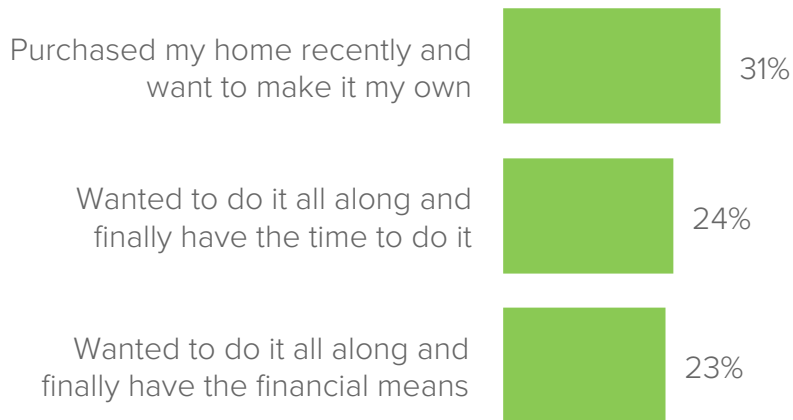 Purchased my home recently and
want to make it my own
31%
Wanted to do it all along and
finally have the time to do it
24%
Wanted to do it all along and
finally have the financial means
23%